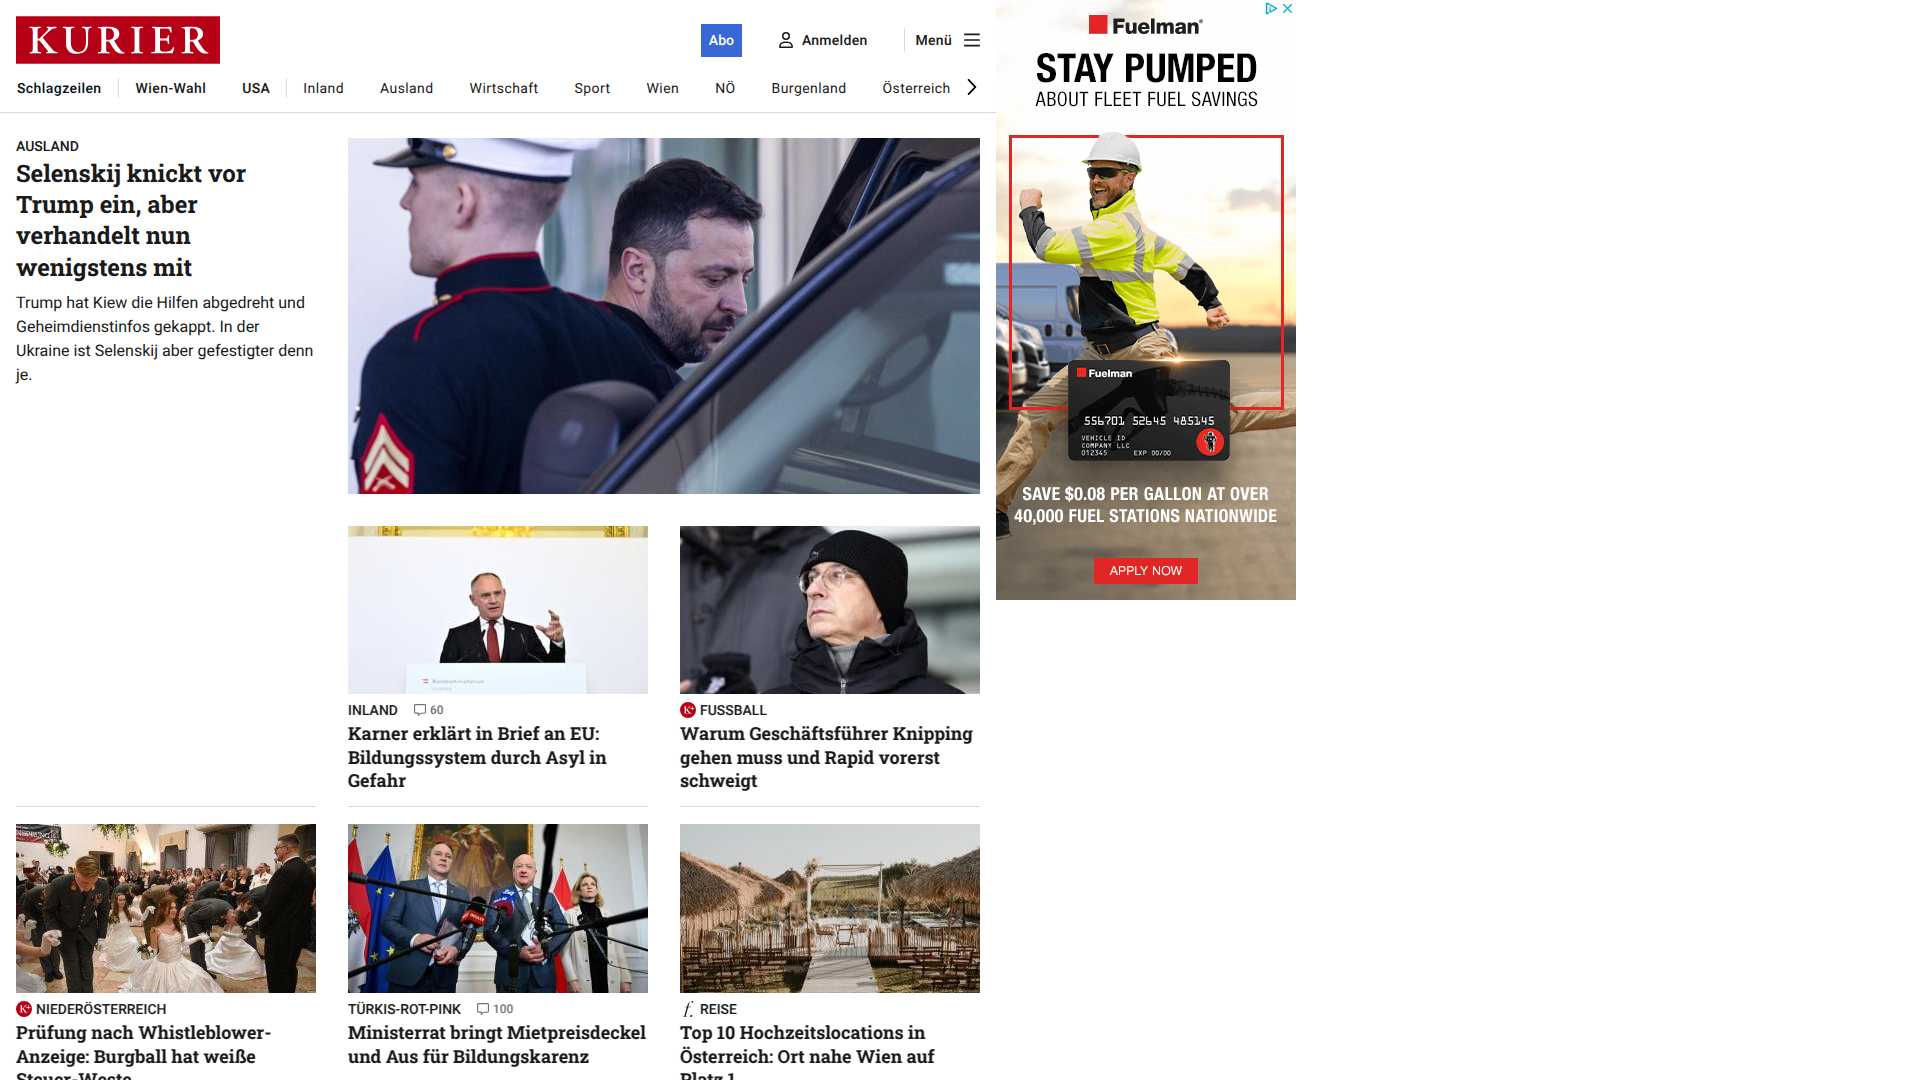 KURIER
Abo
Anmelden
Menü
Schlagzeilen
Wien-Wahl
USA
Inland
Ausland
Wirtschaft
Sport
Wien
NÖ
Burgenland
Österreich
AUSLAND
Selenskij knickt vor
Trump ein, aber
verhandelt nun
wenigstens mit
Trump hat Kiew die Hilfen abgedreht und
Geheimdienstinfos gekappt. In der
Ukraine ist Selenskij aber gefestigter denn
je.
INLAND 60
Karner erklärt in Brief an EU:
Bildungssystem durch Asyl in
Gefahr
K+ FUSSBALL
Warum Geschäftsführer Knipping
gehen muss und Rapid vorerst
schweigt
K+ NIEDERÖSTERREICH
Prüfung nach Whistleblower-
Anzeige: Burgball hat weiße
Steuer-Weste
TÜRKIS-ROT-PINK 100
Ministerrat bringt Mietpreisdeckel
und Aus für Bildungskarenz
f. REISE
Top 10 Hochzeitslocations in
Österreich: Ort nahe Wien auf
Platz 1
Fuelman
STAY PUMPED
ABOUT FLEET FUEL SAVINGS
Fuelman
556701 52645 485145
VEHICLE ID
COMPANY LLC
012345 EXP 00/00
SAVE $0.08 PER GALLON AT OVER
40,000 FUEL STATIONS NATIONWIDE
APPLY NOW